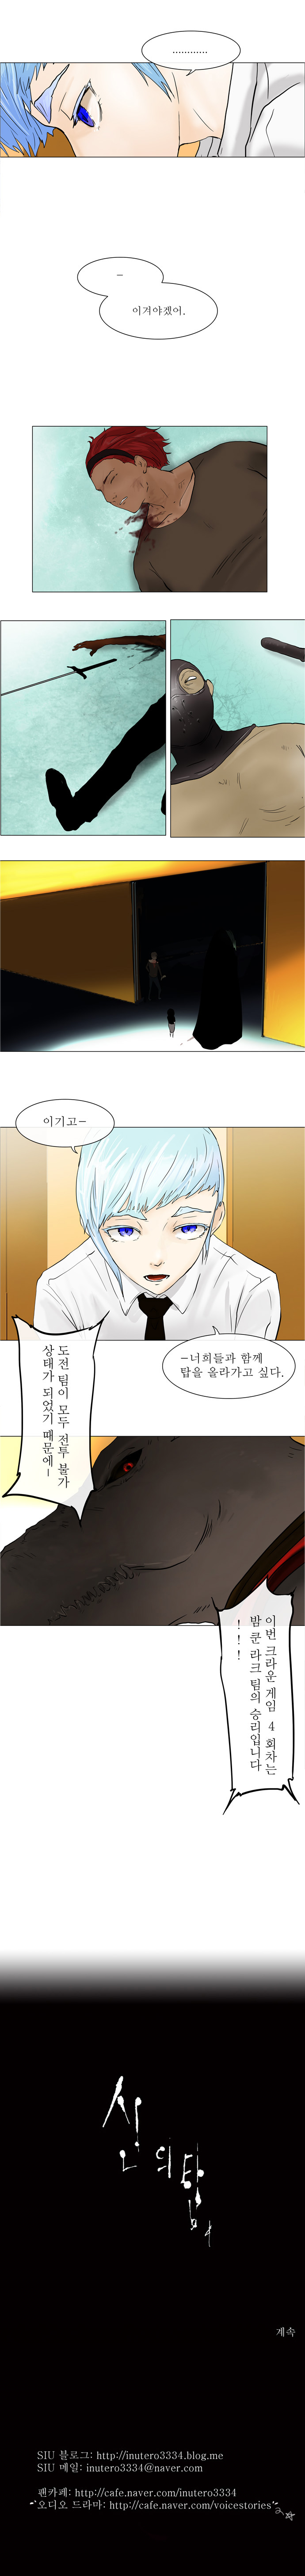 ............
–
이겨야겠어.
이기고–
–너희들과 함께
탑을 올라가고 싶다.
도전 팀이 모두 전투 불가
상태가 되었기 때문에–
이번 크라운 게임 4 회차는
밤 쿤 라크 팀의 승리입니다
!!!
신의탑
계속
SIU 블로그: http://inutero3334.blog.me
SIU 메일: inutero3334@naver.com
팬카페: http://cafe.naver.com/inutero3334
오디오 드라마: http://cafe.naver.com/voicestories